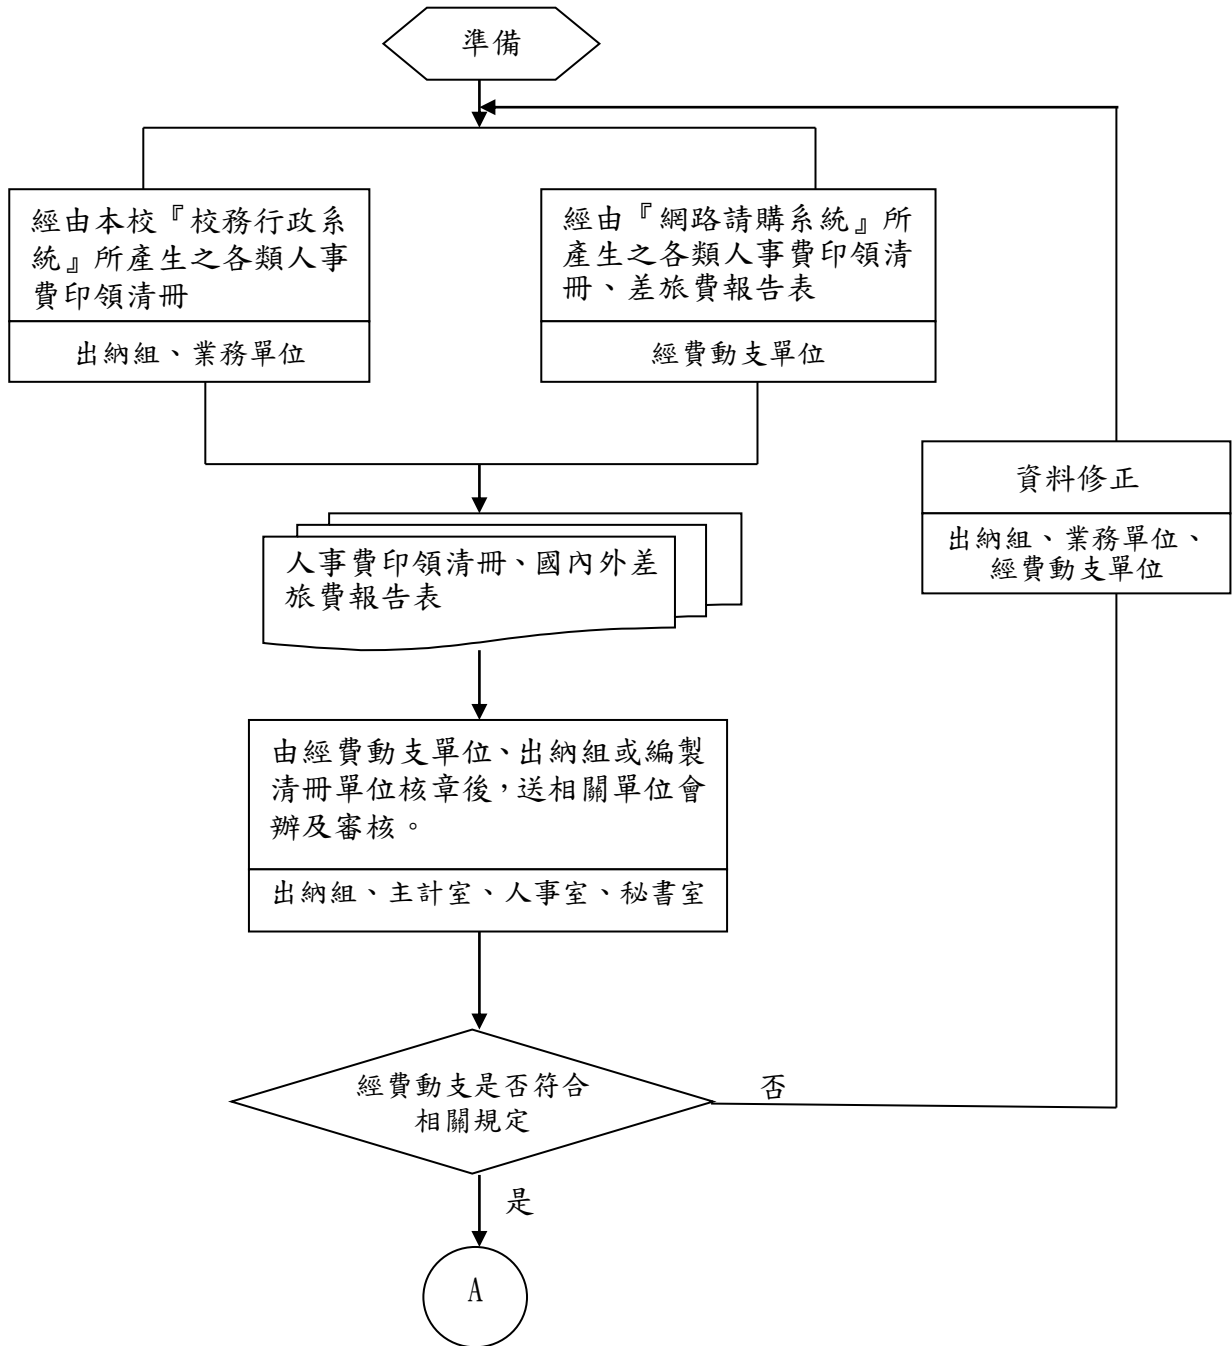 準備
經由本校『校務行政系
統』所產生之各類人事
費印領清冊
出納組、業務單位
經由『網路請購系統』所
產生之各類人事費印領清
冊、差旅費報告表
經費動支單位
資料修正
出納組、業務單位、
經費動支單位
人事費印領清冊、國內外差
旅費報告表
由經費動支單位、出納組或編製
清冊單位核章後，送相關單位會
辦及審核。
出納組、主計室、人事室、秘書室
經費動支是否符合
相關規定
否
是
A